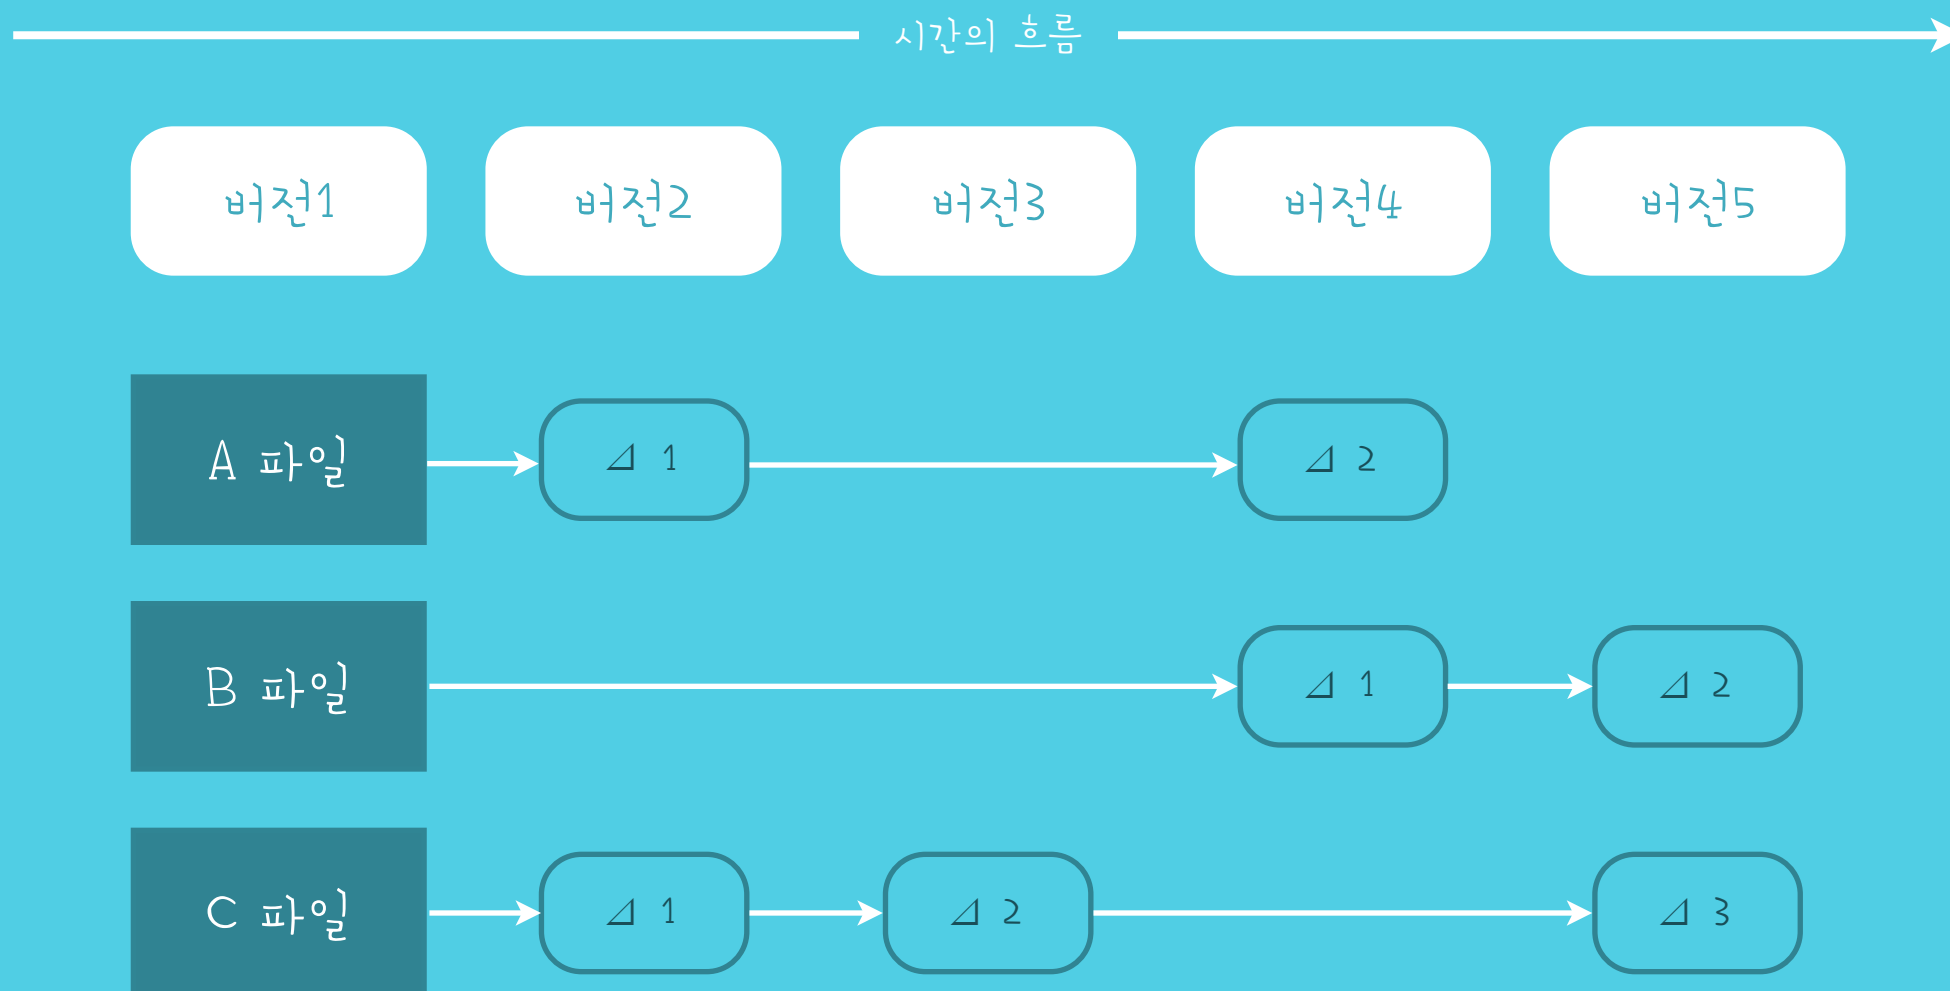 시간의 흐름
버전1 버전2 버전3 버전4 버전5
A 파일 ⊿ 1 ⊿ 2
B 파일 ⊿ 1 ⊿ 2
C 파일 ⊿ 1 ⊿ 2 ⊿ 3